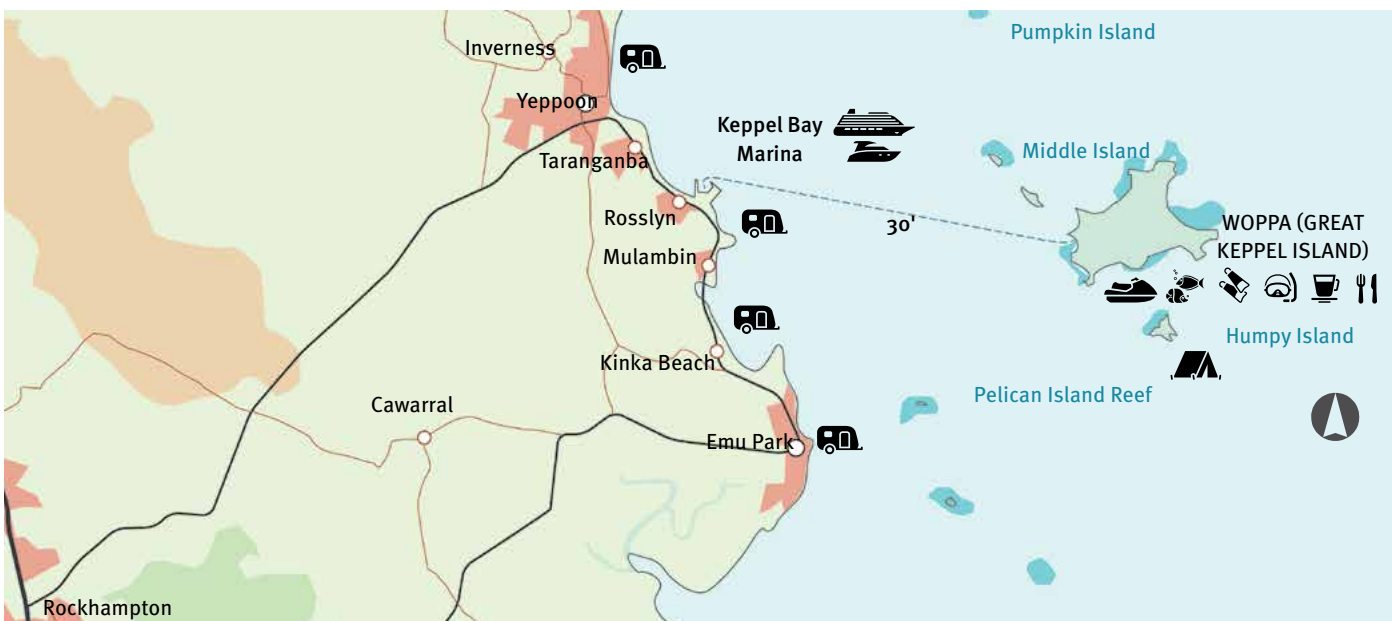 Pumpkin Island
Inverness
Yeppoon
Keppel Bay
Marina
Middle Island
Taranganba
Rosslyn
30'
WOPPA (GREAT
KEPPEL ISLAND)
Mulambin
Humpy Island
Kinka Beach
Pelican Island Reef
Cawarral
Emu Park
Rockhampton